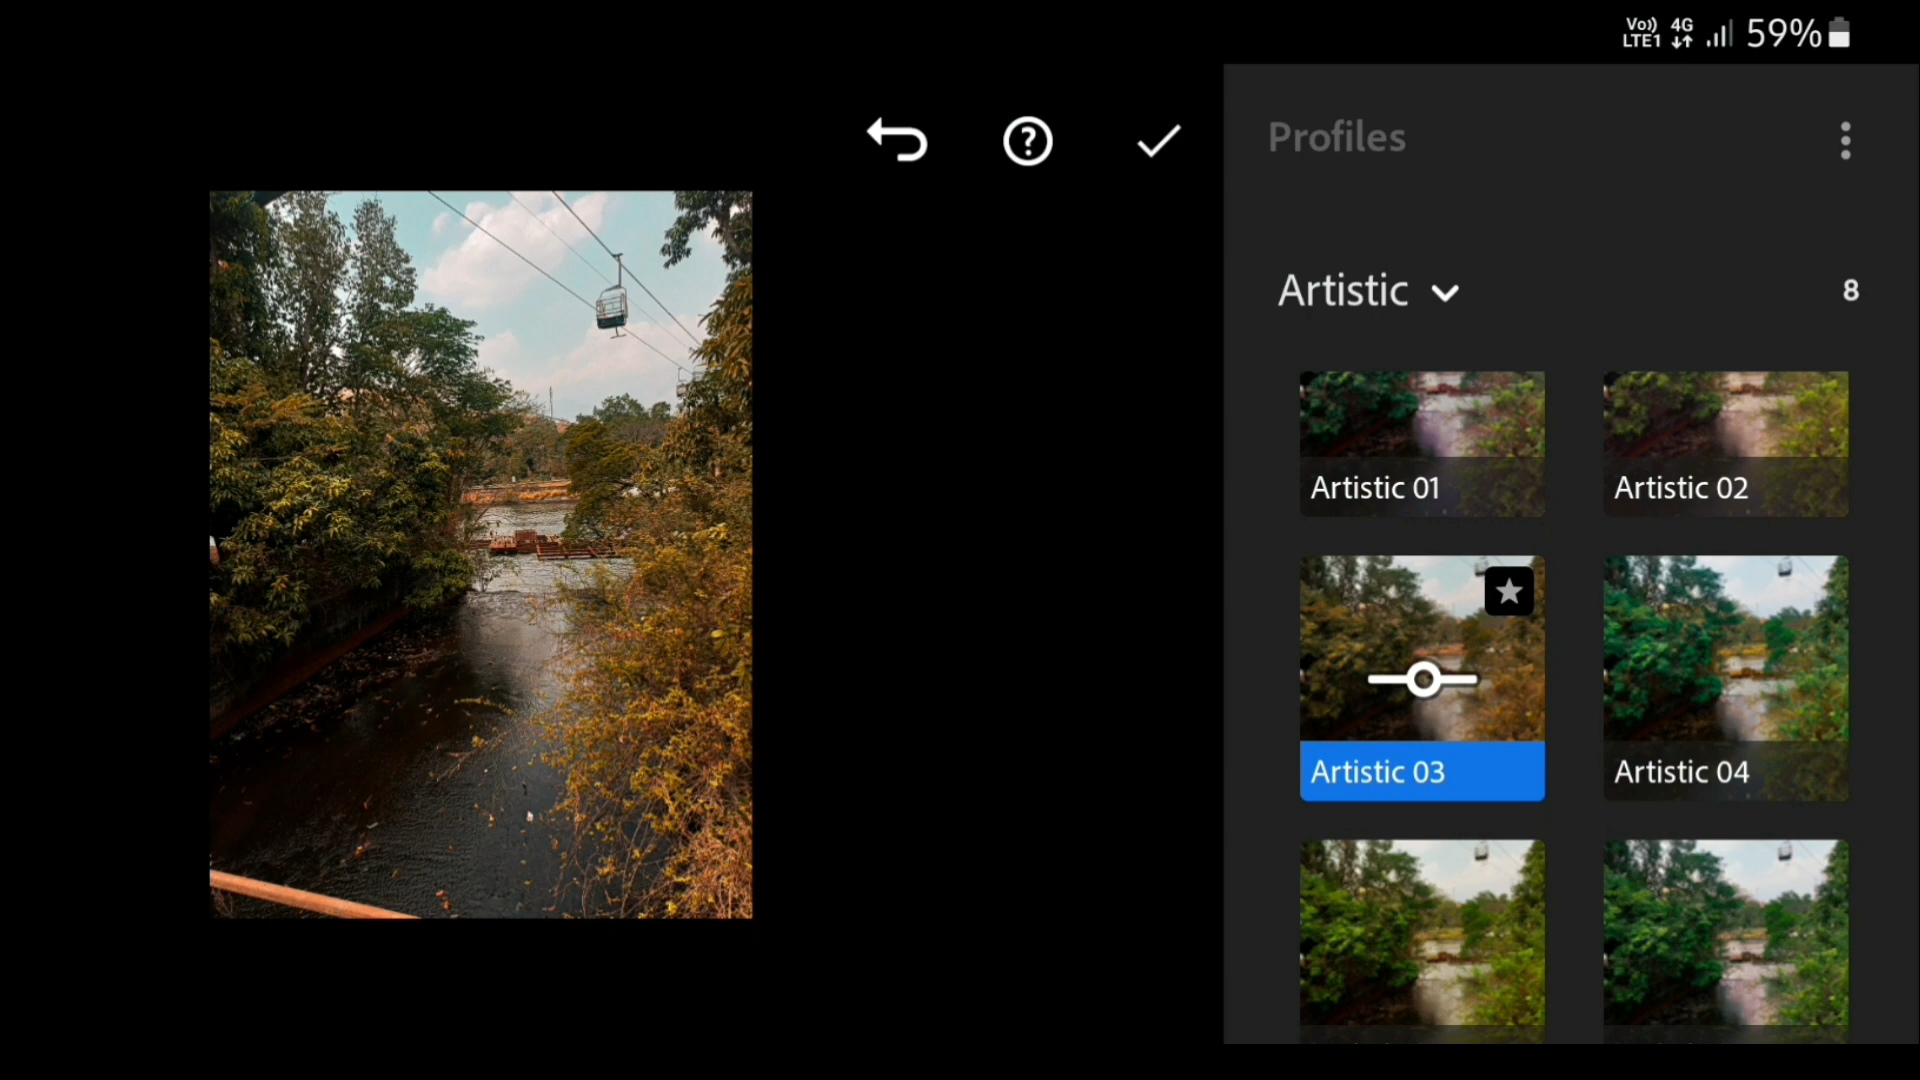 Vo)) 4G 59%
LTE1
Profiles
Artistic 8
Artistic 01
Artistic 02
Artistic 03
Artistic 04